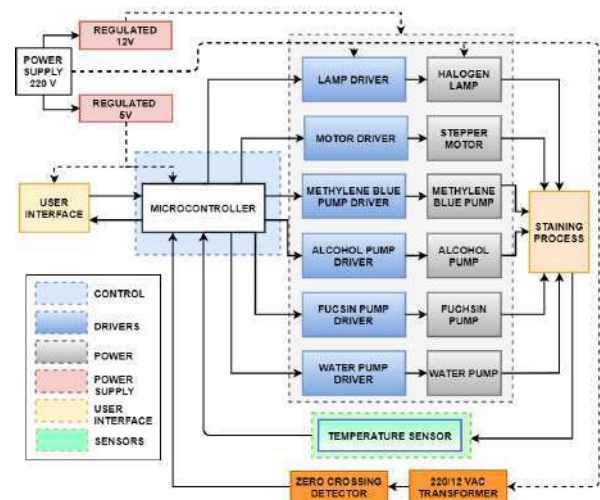 REGULATED
12V
POWER
SUPPLY
220 V
REGULATED
5V
LAMP DRIVER
HALOGEN
LAMP
MOTOR DRIVER
STEPPER
MOTOR
USER
INTERFACE
MICROCONTROLLER
METHYLENE BLUE
PUMP DRIVER
METHYLENE
BLUE PUMP
STAINING
PROCESS
ALCOHOL PUMP
DRIVER
ALCOHOL
PUMP
FUCSIN PUMP
DRIVER
FUCHSIN
PUMP
WATER PUMP
DRIVER
WATER PUMP
CONTROL
DRIVERS
POWER
POWER
SUPPLY
USER
INTERFACE
SENSORS
TEMPERATURE SENSOR
ZERO CROSSING
DETECTOR
220/12 VAC
TRANSFORMER